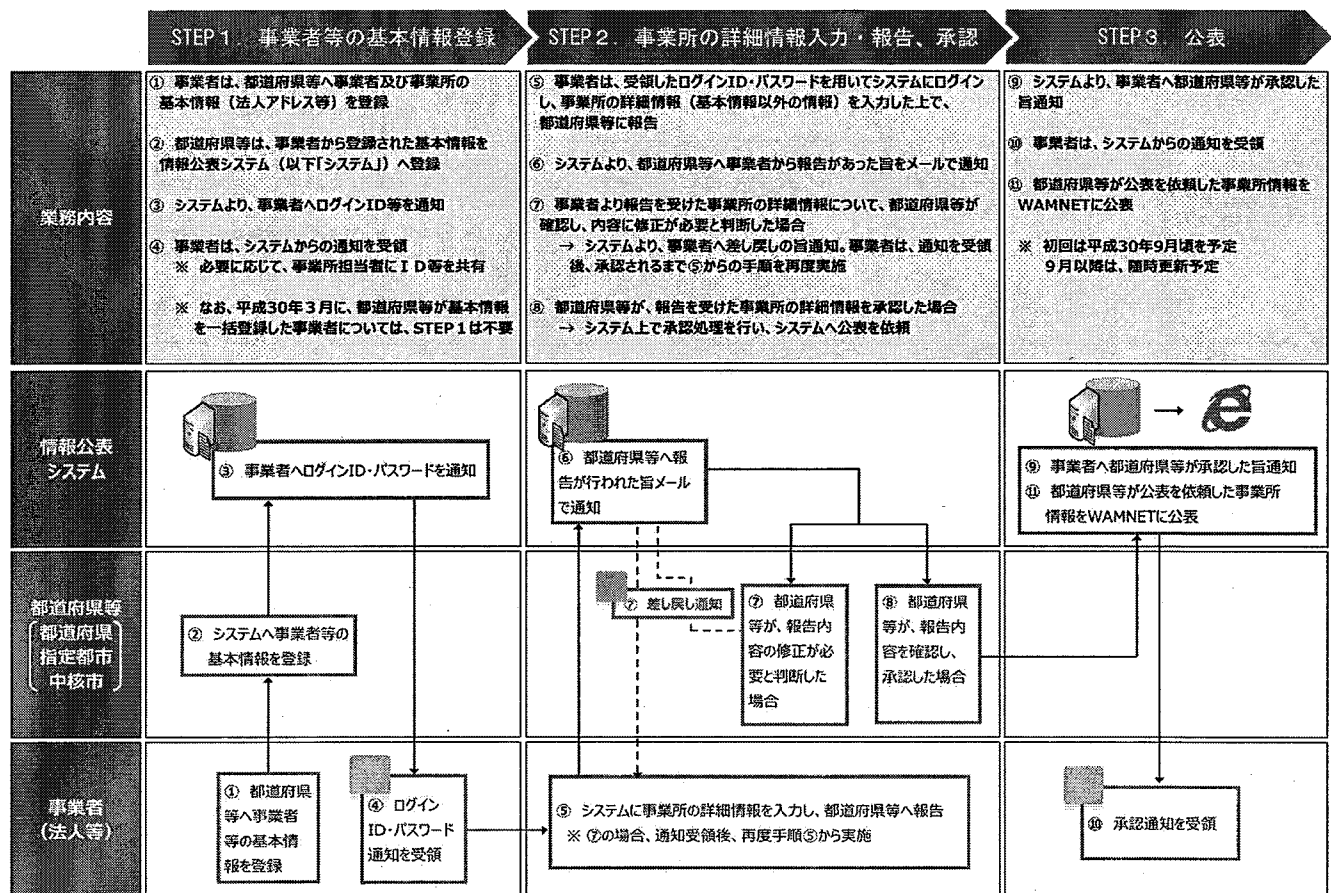 STEP１． 事業者等の基本情報登録
STEP２． 事業所の詳細情報入力・報告、承認
STEP３． 公表
業務内容
① 事業者は、都道府県等へ事業者及び事業所の
基本情報（法人アドレス等）を登録
② 都道府県等は、事業者から登録された基本情報を
情報公表システム（以下「システム」）へ登録
③ システムより、事業者へログインID等を通知
④ 事業者は、システムからの通知を受領
※ 必要に応じて、事業所担当者にＩＤ等を共有
※ なお、平成30年３月に、都道府県等が基本情報
を一括登録した事業者については、STEP１は不要
⑤ 事業者は、受領したログインID・パスワードを用いてシステムにログイン
し、事業所の詳細情報（基本情報以外の情報）を入力した上で、
都道府県等に報告
⑥ システムより、都道府県等へ事業者から報告があった旨をメールで通知
⑦ 事業者より報告を受けた事業所の詳細情報について、都道府県等が
確認し、内容に修正が必要と判断した場合
→ システムより、事業者へ差し戻しの旨通知。事業者は、通知を受領
後、承認されるまで⑤からの手順を再度実施
⑧ 都道府県等が、報告を受けた事業所の詳細情報を承認した場合
→ システム上で承認処理を行い、システムへ公表を依頼
⑨ システムより、事業者へ都道府県等が承認した
旨通知
⑩ 事業者は、システムからの通知を受領
⑪ 都道府県等が公表を依頼した事業所情報を
WAMNETに公表
※ 初回は平成30年9月頃を予定
９月以降は、随時更新予定
情報公表
システム
③ 事業者へログインID・パスワードを通知
⑥ 都道府県等へ報
告が行われた旨メール
で通知
⑨ 事業者へ都道府県等が承認した旨通知
⑪ 都道府県等が公表を依頼した事業所
情報をWAMNETに公表
都道府県等
都道府県
指定都市
中核市
② システムへ事業者等の
基本情報を登録
⑦ 差し戻し通知
⑦ 都道府県
等が、報告内
容の修正が必
要と判断した
場合
⑧ 都道府県
等が、報告内
容を確認し、
承認した場合
事業者
（法人等）
① 都道府県
等へ事業者
等の基本情
報を登録
④ ログイン
ID・パスワード
通知を受領
⑤ システムに事業所の詳細情報を入力し、都道府県等へ報告
※ ⑦の場合、通知受領後、再度手順⑤から実施
⑩ 承認通知を受領